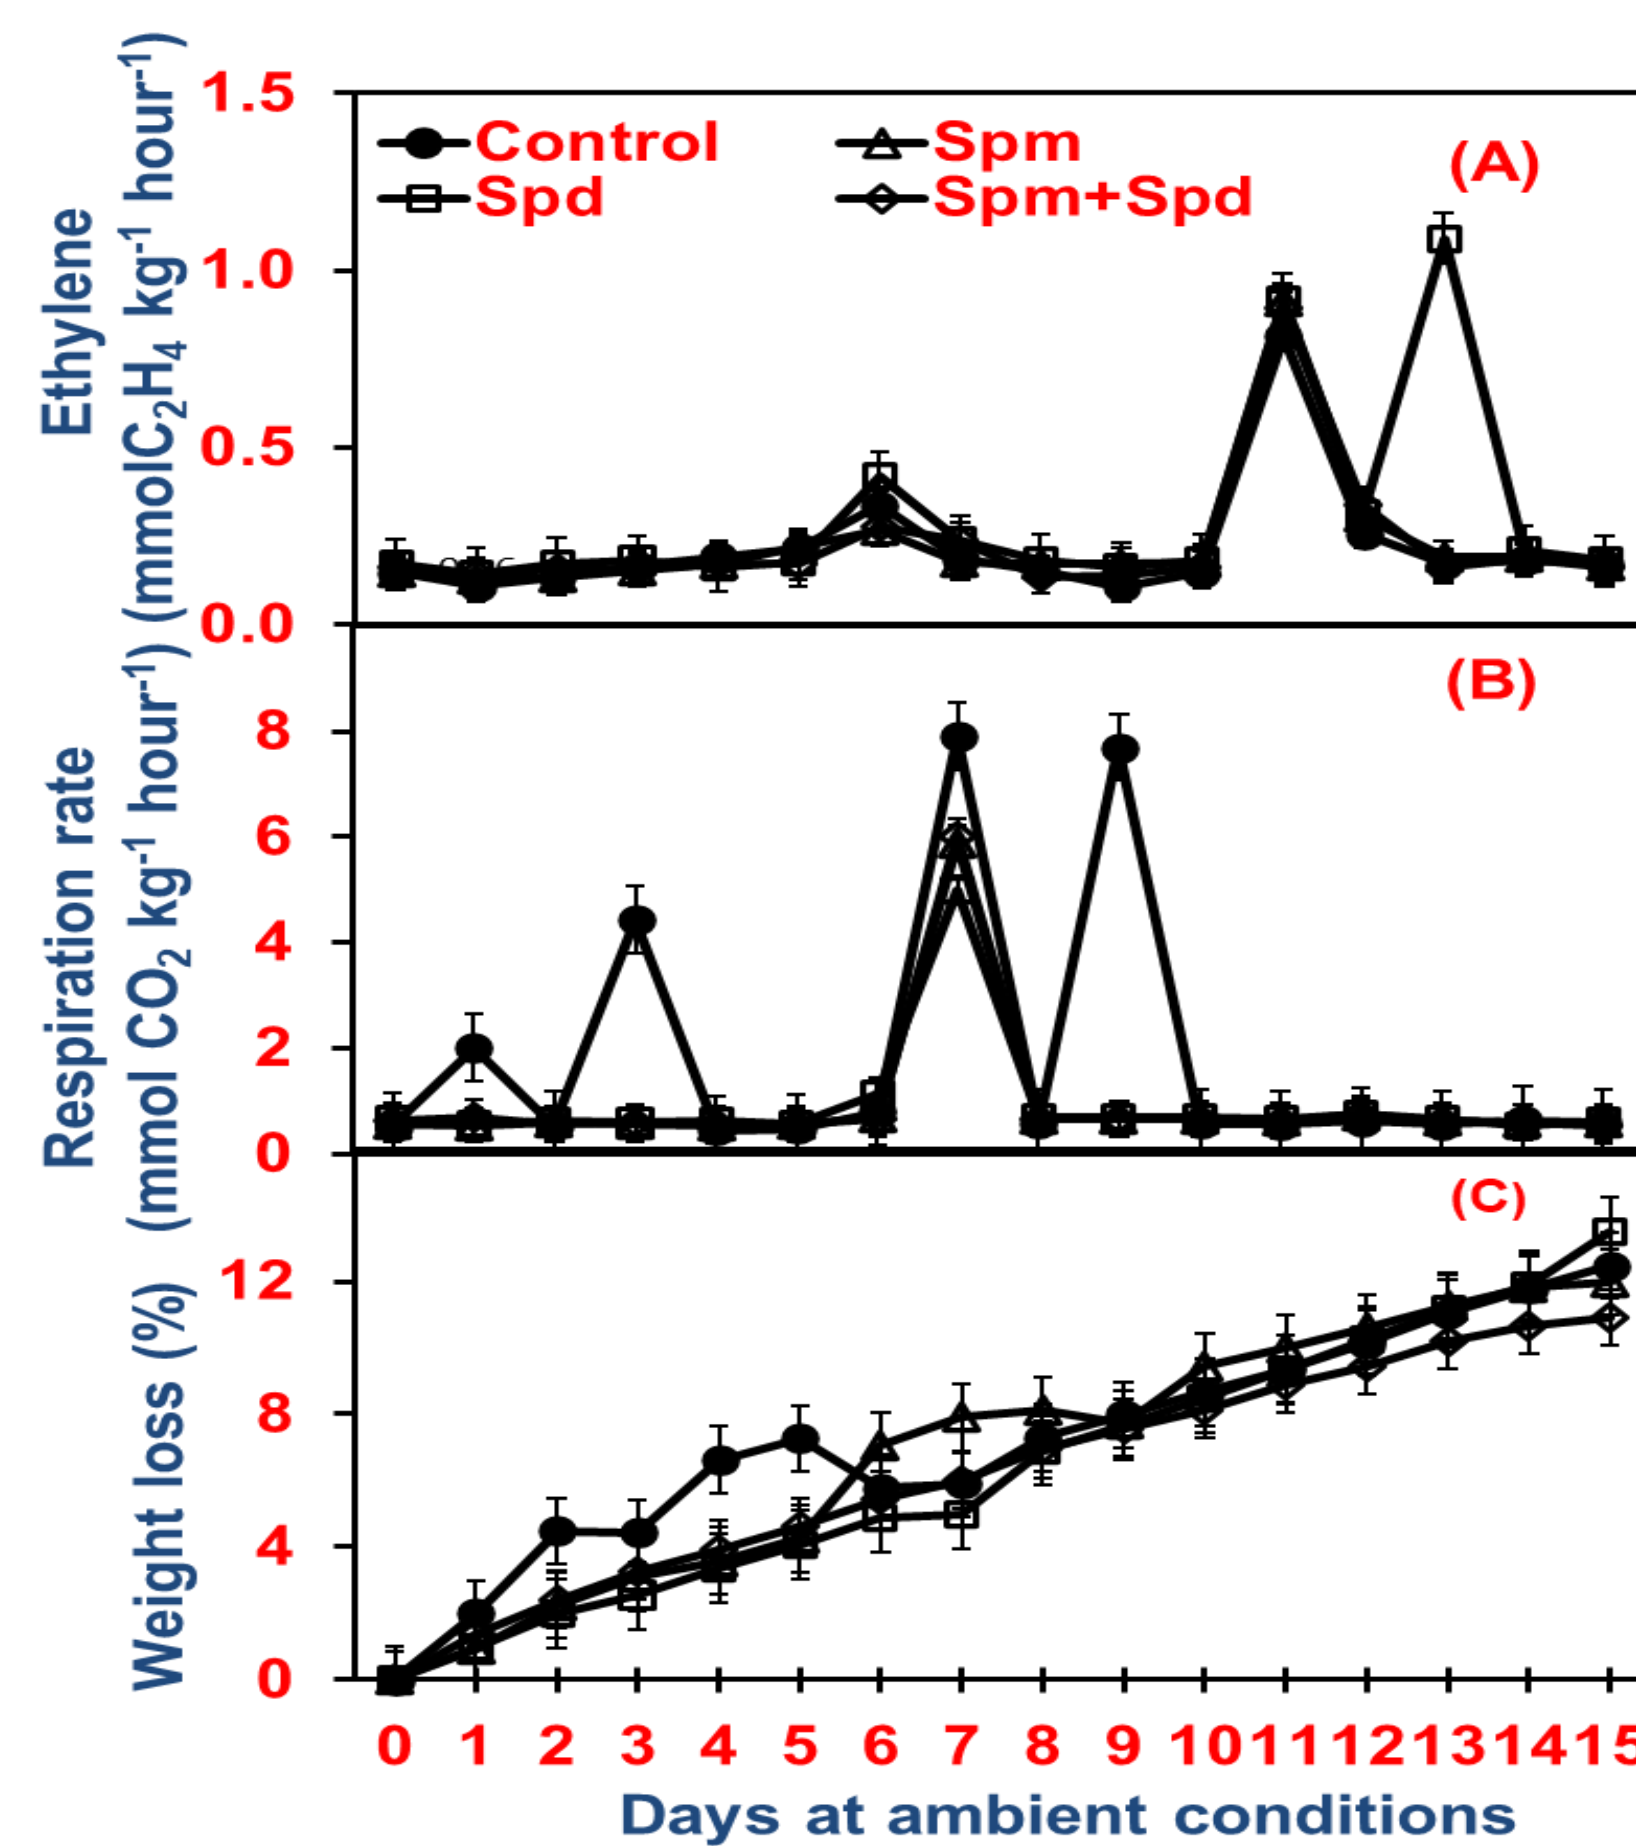 Ethylene
(mmolC₂H₄ kg⁻¹ hour⁻¹)
1.5
1.0
0.5
0.0
Control
Spm
Spd
Spm+Spd
(A)
Respiration rate
(mmol CO₂ kg⁻¹ hour⁻¹)
8
6
4
2
0
(B)
Weight loss (%)
12
8
4
0
(C)
0 1 2 3 4 5 6 7 8 9 10 11 12 13 14 15
Days at ambient conditions